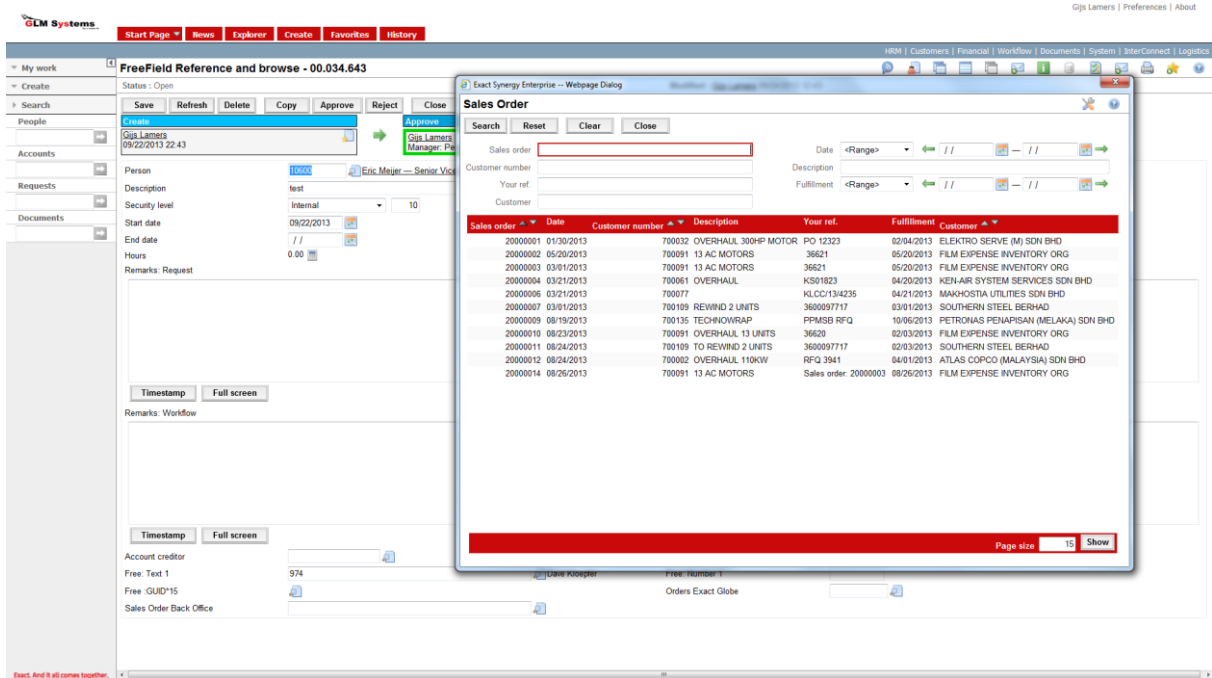 Gijs Lamers | Preferences | About
GLM Systems
Start Page News Explorer Create Favorites History
HRM | Customers | Financial | Workflow | Documents | System | InterConnect | Logistics
My work
Create
Search
People
Accounts
Requests
Documents
FreeField Reference and browse - 00.034.643
Status : Open
Save Refresh Delete Copy Approve Reject Close
Create Approve
Gijs Lamers
09/22/2013 22:43
Gijs Lamers
Manager: Pe
Person 10600 Eric Meijer — Senior Vice
Description test
Security level Internal 10
Start date 09/22/2013
End date / /
Hours 0.00
Remarks: Request
Timestamp Full screen
Remarks: Workflow
Timestamp Full screen
Account creditor
Free: Text 1 974 Dave Kloepfer Free: Number 1
Free :GUID*15 Orders Exact Globe
Sales Order Back Office
Exact. And it all comes together.
Exact Synergy Enterprise -- Webpage Dialog
Sales Order
Search Reset Clear Close
Sales order Date <Range> / / — / /
Customer number Description
Your ref. Fulfillment <Range> / / — / /
Customer
Sales order Date Customer number Description Your ref. Fulfillment Customer
20000001 01/30/2013 700032 OVERHAUL 300HP MOTOR PO 12323 02/04/2013 ELEKTRO SERVE (M) SDN BHD
20000002 05/20/2013 700091 13 AC MOTORS 36621 05/20/2013 FILM EXPENSE INVENTORY ORG
20000003 03/01/2013 700091 13 AC MOTORS 36621 05/20/2013 FILM EXPENSE INVENTORY ORG
20000004 03/21/2013 700061 OVERHAUL KS01823 04/20/2013 KEN-AIR SYSTEM SERVICES SDN BHD
20000006 03/21/2013 700077 KLCC/13/4235 04/21/2013 MAKHOSTIA UTILITIES SDN BHD
20000007 03/01/2013 700109 REWIND 2 UNITS 3600097717 03/01/2013 SOUTHERN STEEL BERHAD
20000009 08/19/2013 700135 TECHNOWRAP PPMSB RFQ 10/06/2013 PETRONAS PENAPISAN (MELAKA) SDN BHD
20000010 08/23/2013 700091 OVERHAUL 13 UNITS 36620 02/03/2013 FILM EXPENSE INVENTORY ORG
20000011 08/24/2013 700109 TO REWIND 2 UNITS 3600097717 02/03/2013 SOUTHERN STEEL BERHAD
20000012 08/24/2013 700002 OVERHAUL 110KW RFQ 3941 04/01/2013 ATLAS COPCO (MALAYSIA) SDN BHD
20000014 08/26/2013 700091 13 AC MOTORS Sales order: 20000003 08/26/2013 FILM EXPENSE INVENTORY ORG
Page size 15 Show